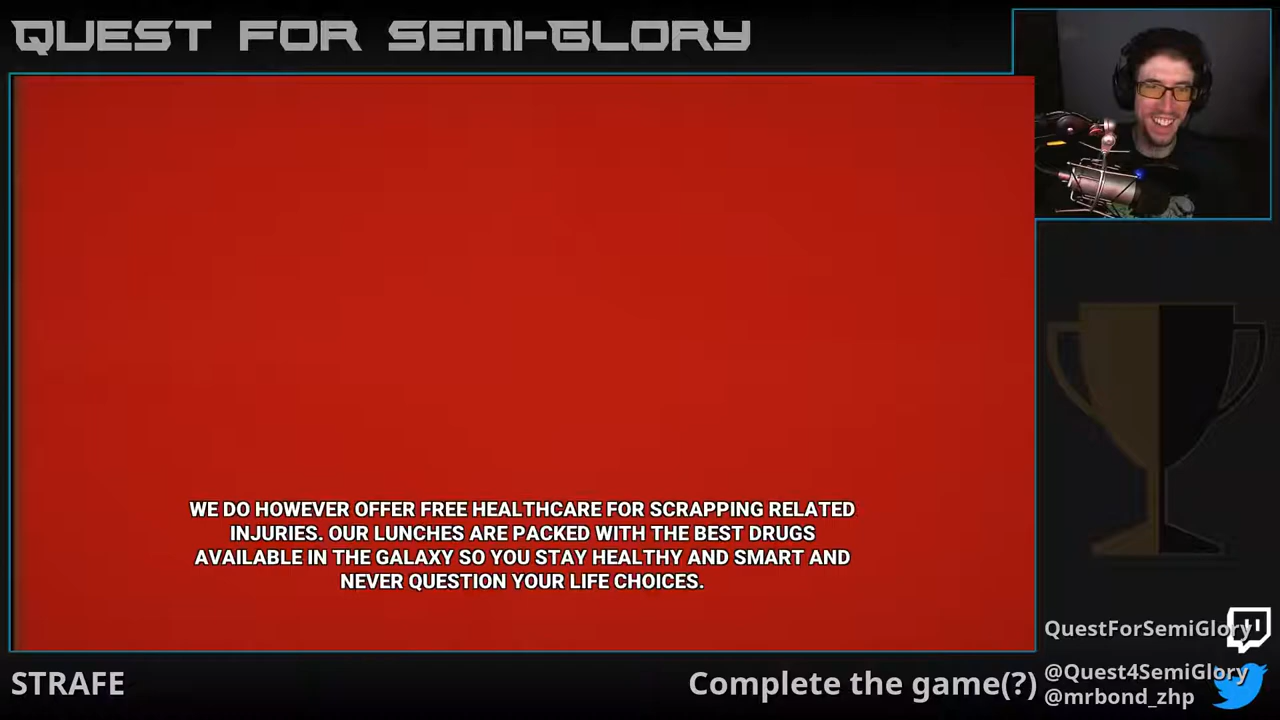 QUEST FOR SEMI-GLORY
WE DO HOWEVER OFFER FREE HEALTHCARE FOR SCRAPPING RELATED
INJURIES. OUR LUNCHES ARE PACKED WITH THE BEST DRUGS
AVAILABLE IN THE GALAXY SO YOU STAY HEALTHY AND SMART AND
NEVER QUESTION YOUR LIFE CHOICES.
QuestForSemiGlory
STRAFE
Complete the game(?)
@Quest4SemiGlory
@mrbond_zhp